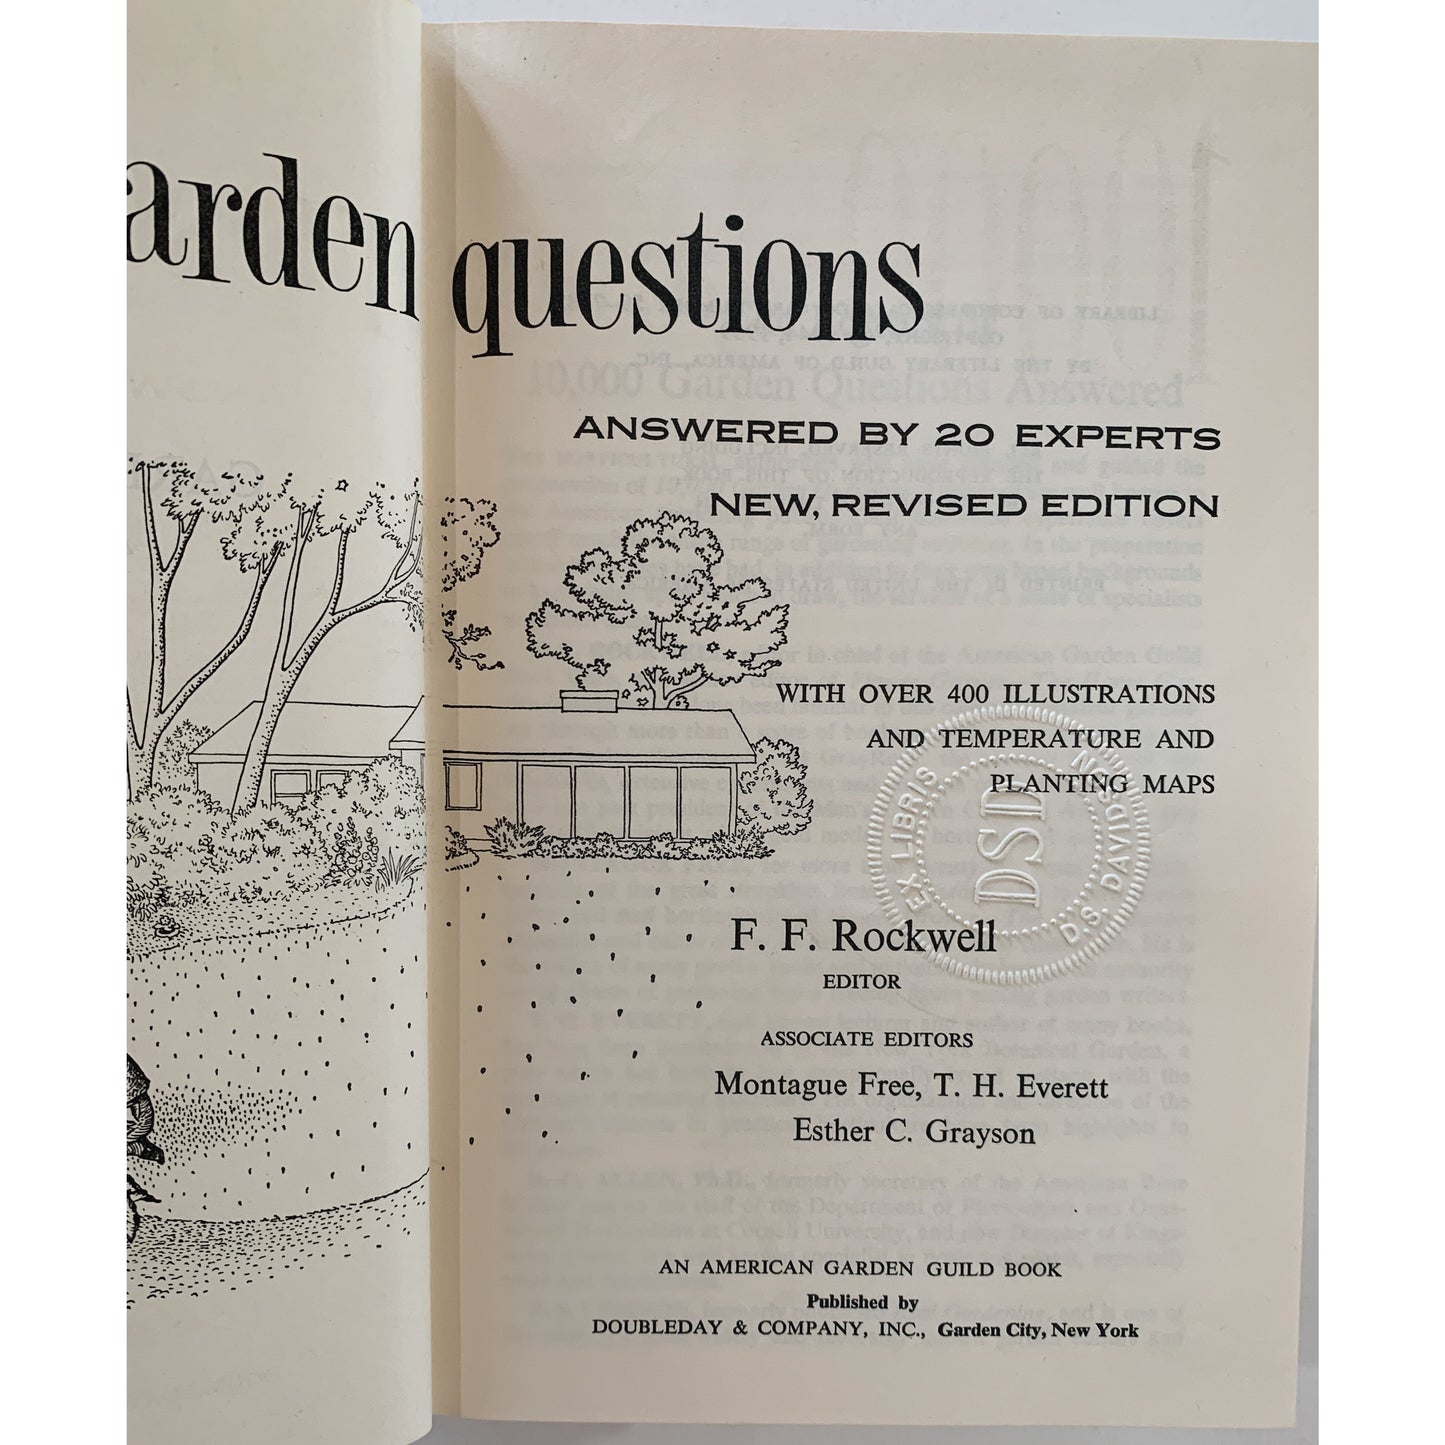 arden questions
ANSWERED BY 20 EXPERTS
NEW, REVISED EDITION
WITH OVER 400 ILLUSTRATIONS
AND TEMPERATURE AND
PLANTING MAPS
EX LIBRIS
DSD
D.S. DAVIDSON
F. F. Rockwell
EDITOR
ASSOCIATE EDITORS
Montague Free, T. H. Everett
Esther C. Grayson
AN AMERICAN GARDEN GUILD BOOK
Published by
DOUBLEDAY & COMPANY, INC., Garden City, New York